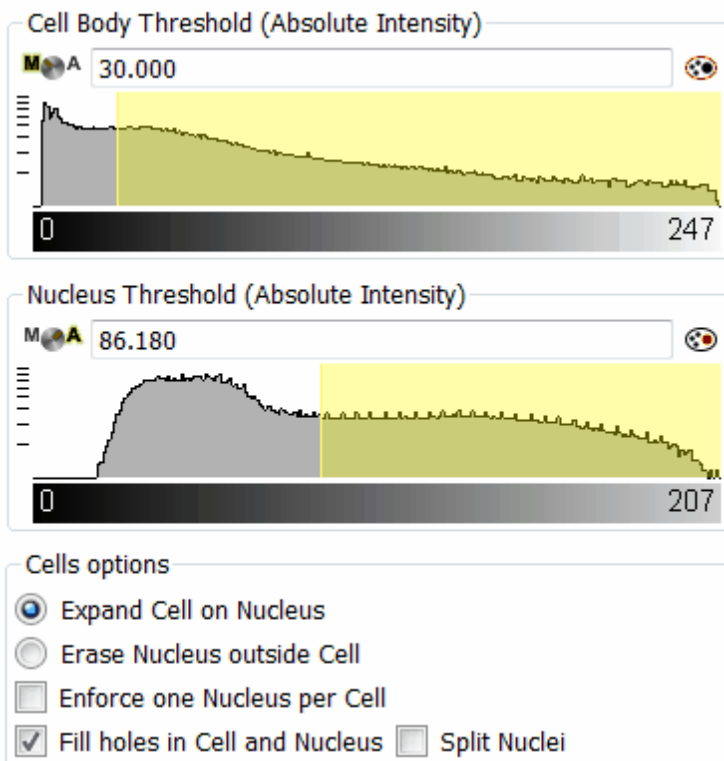 Cell Body Threshold (Absolute Intensity)
M A 30.000
0 247
Nucleus Threshold (Absolute Intensity)
M A 86.180
0 207
Cells options
Expand Cell on Nucleus
Erase Nucleus outside Cell
Enforce one Nucleus per Cell
Fill holes in Cell and Nucleus Split Nuclei